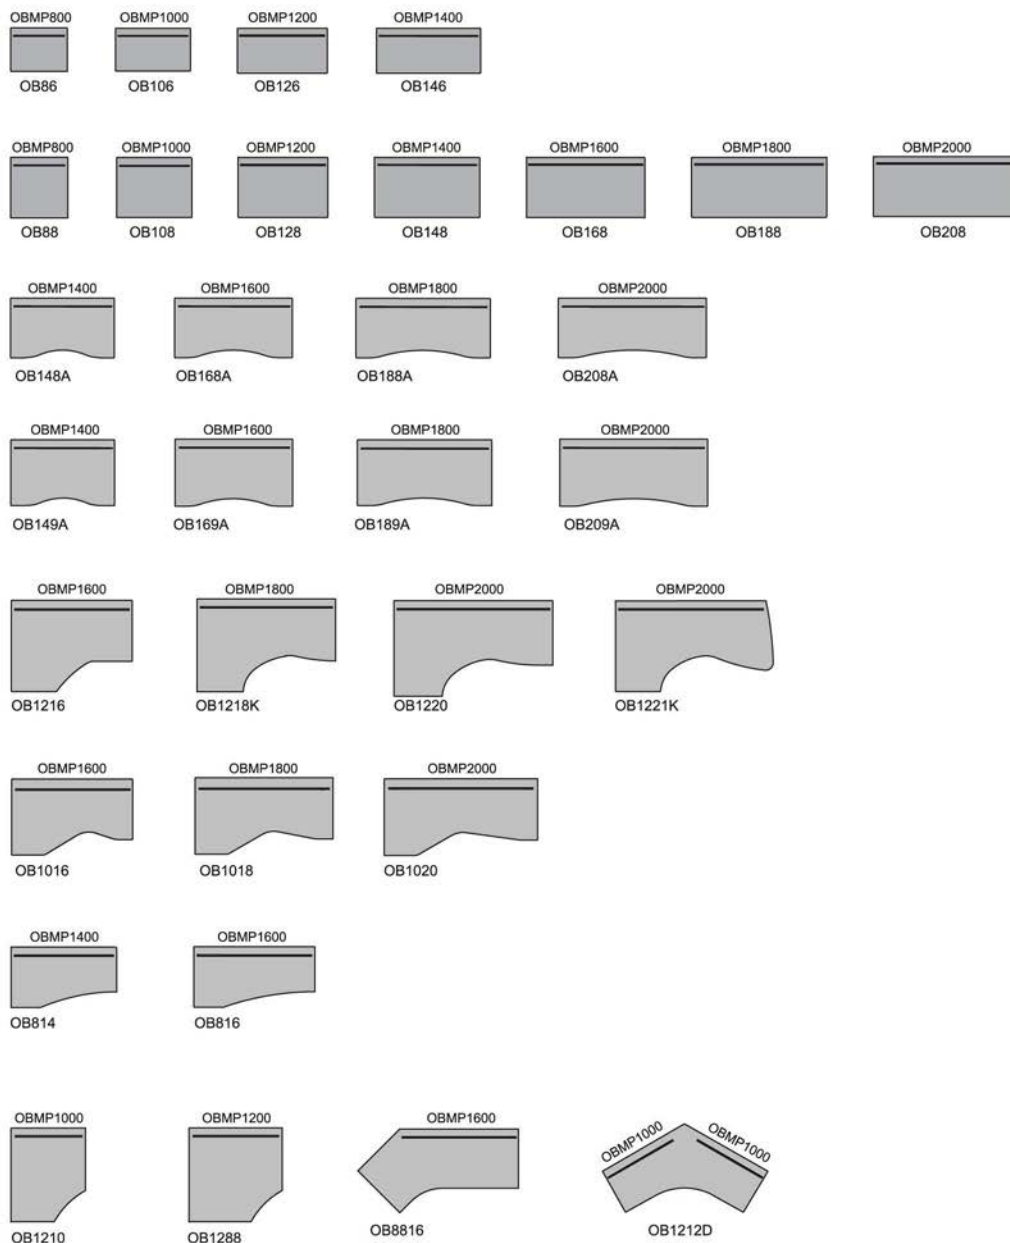 OBMP800 OBMP1000 OBMP1200 OBMP1400
OB86 OB106 OB126 OB146
OBMP800 OBMP1000 OBMP1200 OBMP1400 OBMP1600 OBMP1800 OBMP2000
OB88 OB108 OB128 OB148 OB168 OB188 OB208
OBMP1400 OBMP1600 OBMP1800 OBMP2000
OB148A OB168A OB188A OB208A
OBMP1400 OBMP1600 OBMP1800 OBMP2000
OB149A OB169A OB189A OB209A
OBMP1600 OBMP1800 OBMP2000 OBMP2000
OB1216 OB1218K OB1220 OB1221K
OBMP1600 OBMP1800 OBMP2000
OB1016 OB1018 OB1020
OBMP1400 OBMP1600
OB814 OB816
OBMP1000 OBMP1200 OBMP1600 OBMP1000 OBMP1000
OB1210 OB1288 OB8816 OB1212D